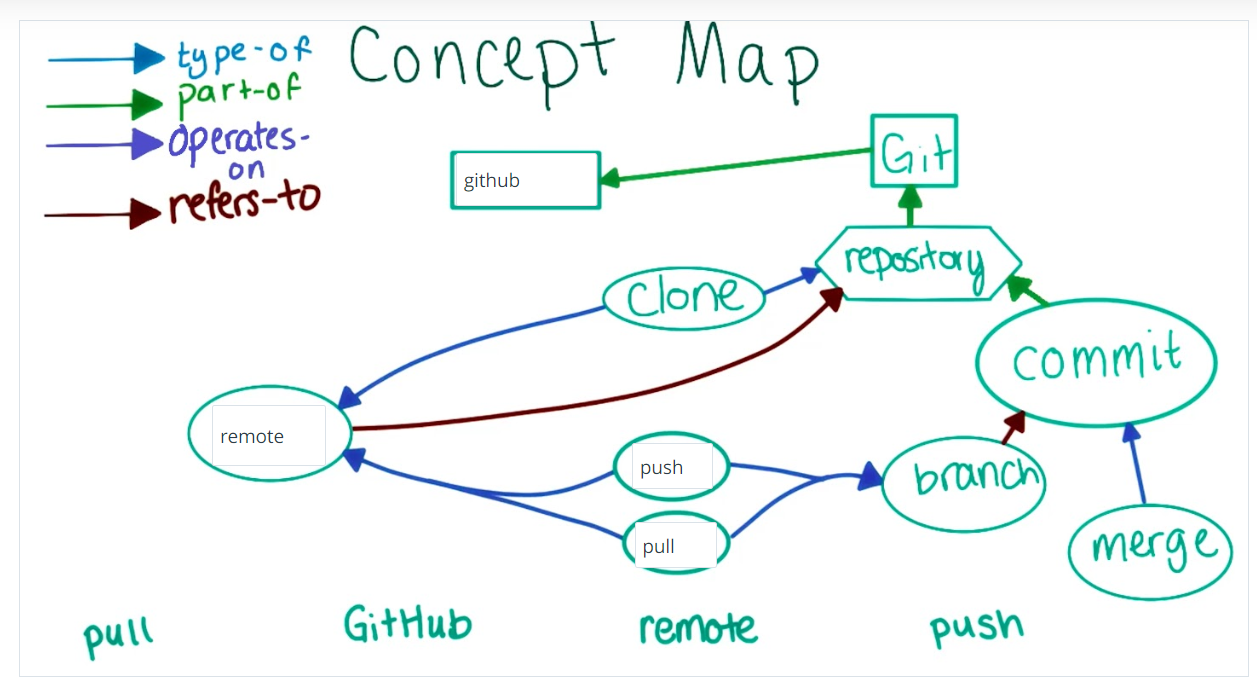 Concept Map
type-of
part-of
operates-
on
refers-to
Git
github
repository
clone
commit
remote
push
branch
pull
merge
pull GitHub remote push